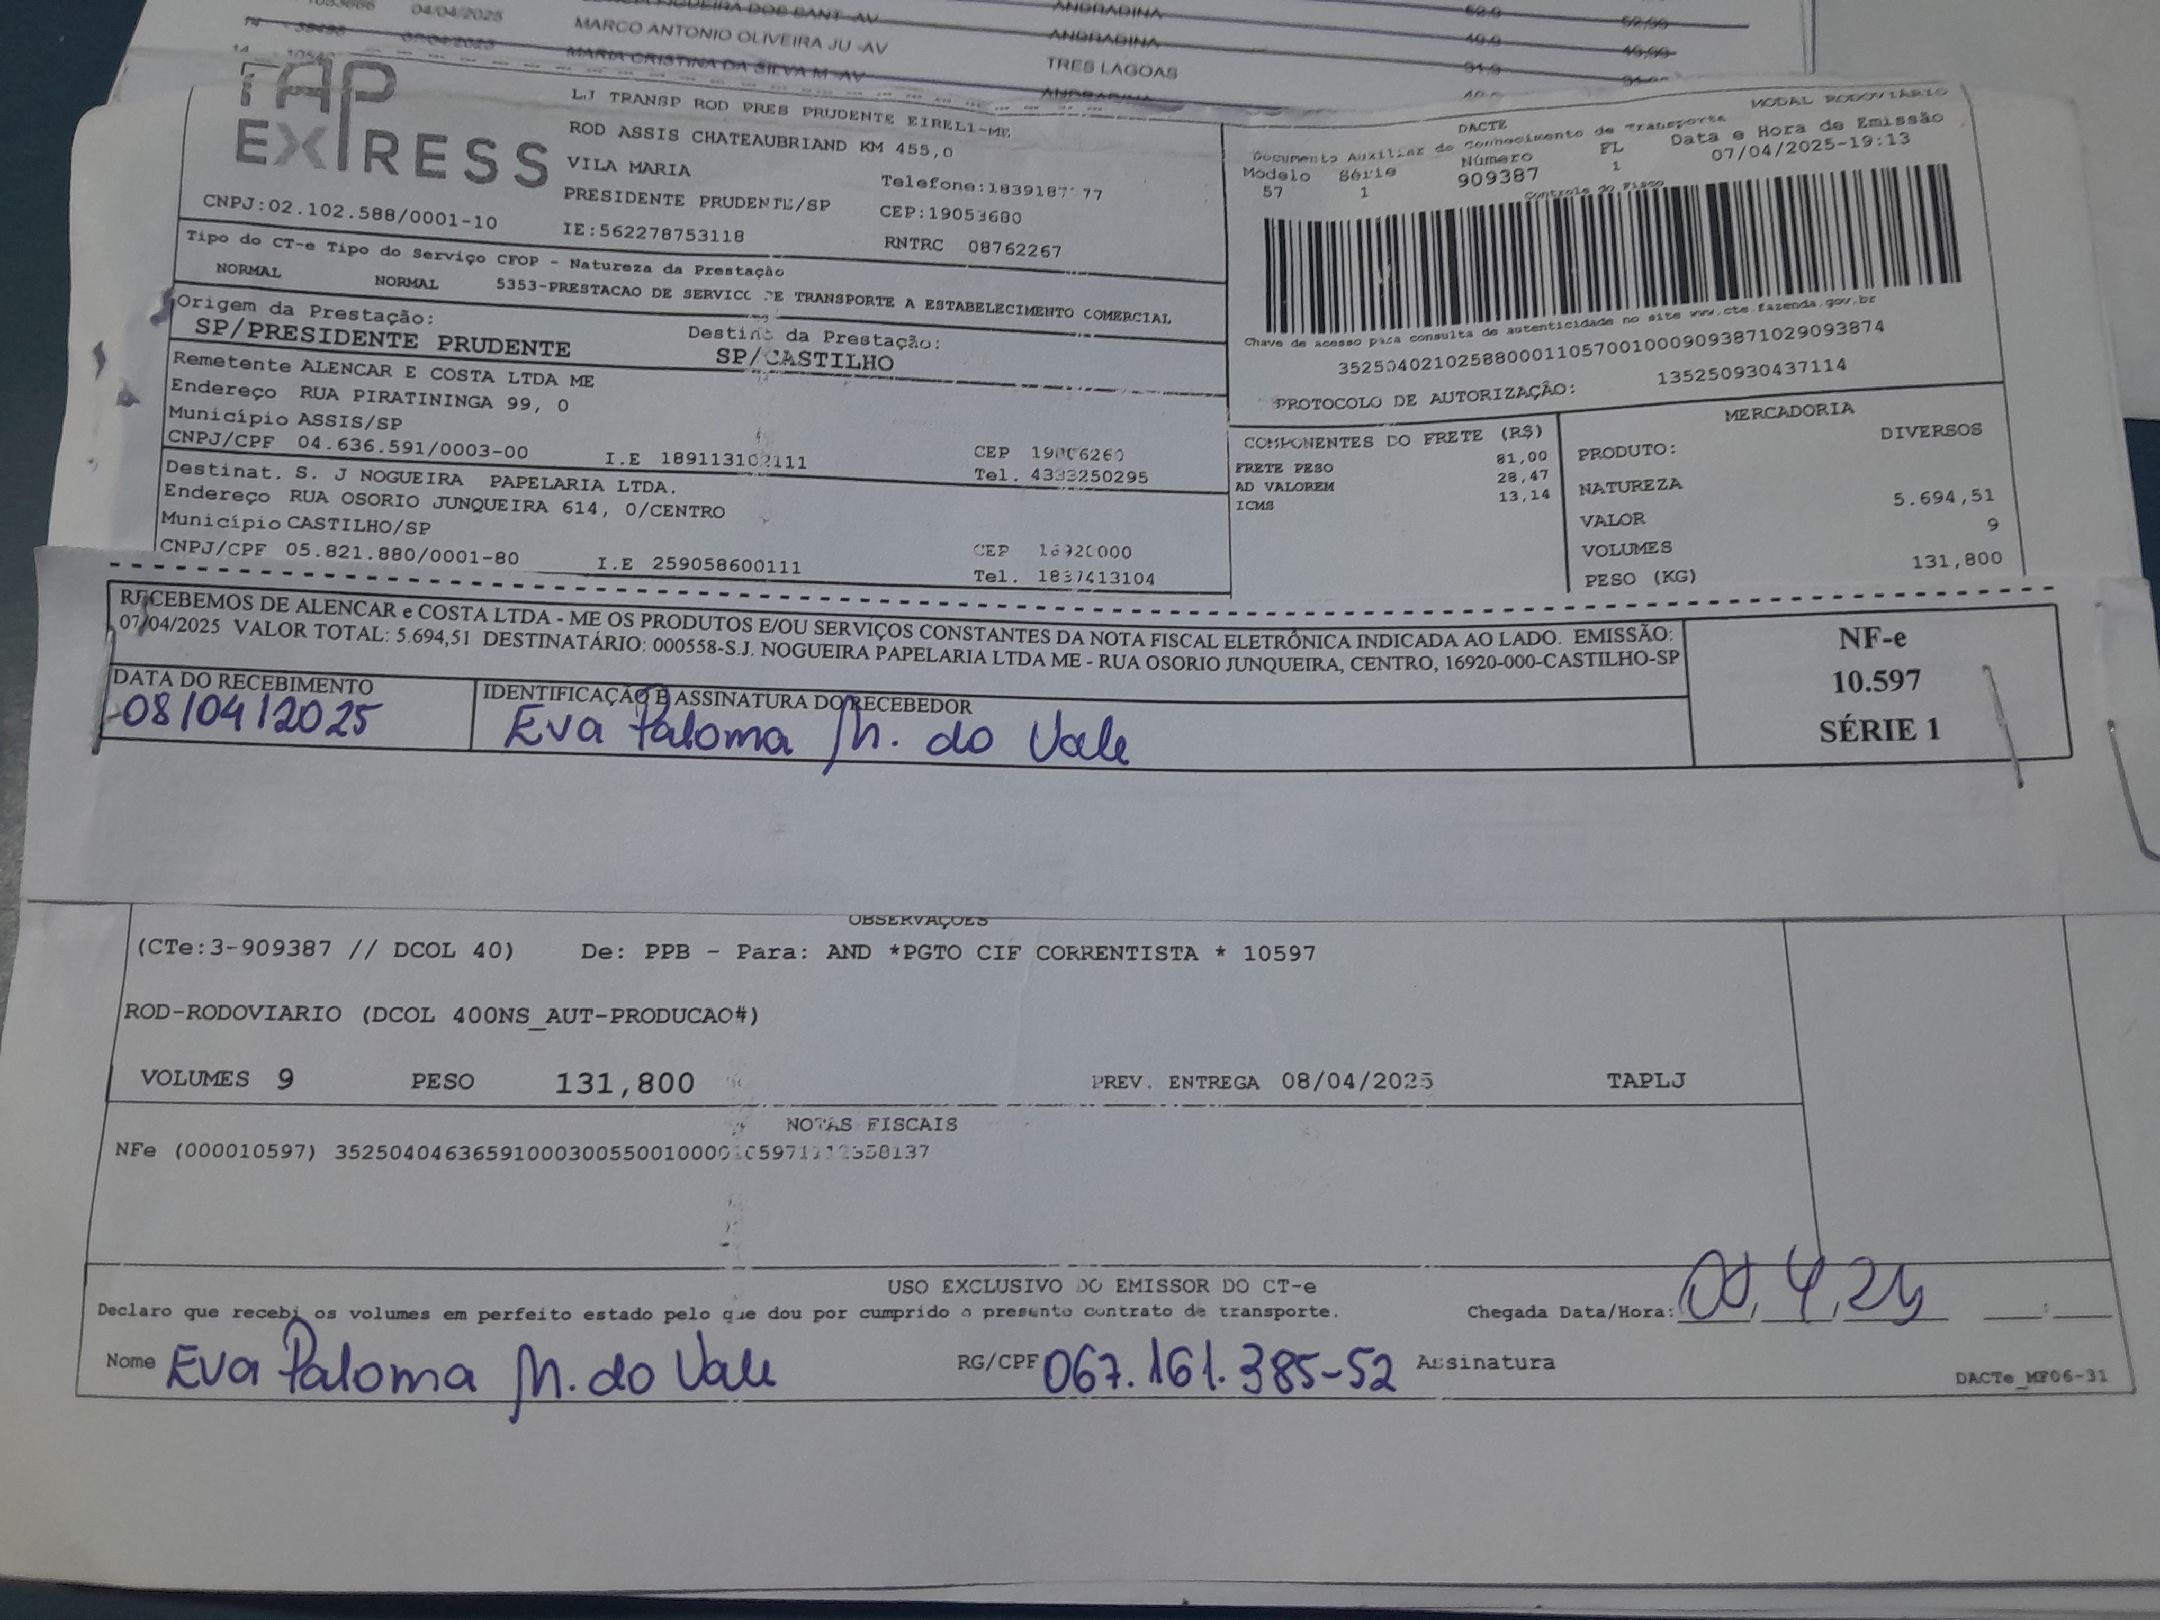 04/04/2025
ANDRADINA
52,9
52,90
MARCO ANTONIO OLIVEIRA JU -AV
ANDRADINA
MARIA CRISTINA DA SILVA M -AV
TRES LAGOAS
TAP
EXPRESS
LJ TRANSP ROD PRES PRUDENTE EIRELI-ME
ROD ASSIS CHATEAUBRIAND KM 455,0
VILA MARIA
PRESIDENTE PRUDENTE/SP
CEP:19053680
CNPJ:02.102.588/0001-10
IE:562278753118
RNTRC 08762267
DACTE
MODAL RODOVIÁRIO
Documento Auxiliar do Conhecimento de Transporte
Modelo Série Número FL Data e Hora de Emissão
57 1 909387 1 07/04/2025-19:13
Controle do Fisco
Chave de acesso para consulta de autenticidade no site www.cte.fazenda.gov.br
35250402102588000110570010009093871029093874
PROTOCOLO DE AUTORIZAÇÃO: 135250930437114
Tipo do CT-e Tipo do Serviço CFOP - Natureza da Prestação
NORMAL NORMAL 5353-PRESTACAO DE SERVICO DE TRANSPORTE A ESTABELECIMENTO COMERCIAL
Origem da Prestação: Destino da Prestação:
SP/PRESIDENTE PRUDENTE SP/CASTILHO
Remetente ALENCAR E COSTA LTDA ME
Endereço RUA PIRATININGA 99, 0
Município ASSIS/SP CEP
CNPJ/CPF 04.636.591/0003-00 I.E 189113102111 Tel. 4333250295
Destinat. S. J NOGUEIRA PAPELARIA LTDA.
Endereço RUA OSORIO JUNQUEIRA 614, 0/CENTRO
Município CASTILHO/SP CEP 16920000
CNPJ/CPF 05.821.880/0001-80 I.E 259058600111 Tel. 1837413104
COMPONENTES DO FRETE (R$)
FRETE PESO 81,00
AD VALOREM 28,47
ICMS 13,14
MERCADORIA
PRODUTO: DIVERSOS
NATUREZA
VALOR 5.694,51
VOLUMES 9
PESO (KG) 131,800
RECEBEMOS DE ALENCAR e COSTA LTDA - ME OS PRODUTOS E/OU SERVIÇOS CONSTANTES DA NOTA FISCAL ELETRÔNICA INDICADA AO LADO. EMISSÃO:
07/04/2025 VALOR TOTAL: 5.694,51 DESTINATÁRIO: 000558-S.J. NOGUEIRA PAPELARIA LTDA ME - RUA OSORIO JUNQUEIRA, CENTRO, 16920-000-CASTILHO-SP
DATA DO RECEBIMENTO
08/04/2025
IDENTIFICAÇÃO E ASSINATURA DO RECEBEDOR
Eva Paloma M. do Vale
NF-e
10.597
SÉRIE 1
OBSERVAÇÕES
(CTe:3-909387 // DCOL 40) De: PPB - Para: AND *PGTO CIF CORRENTISTA * 10597
ROD-RODOVIARIO (DCOL 400NS_AUT-PRODUCAO#)
VOLUMES 9 PESO 131,800 PREV. ENTREGA 08/04/2025 TAPLJ
NOTAS FISCAIS
NFe (000010597)
USO EXCLUSIVO DO EMISSOR DO CT-e
Declaro que recebi os volumes em perfeito estado pelo que dou por cumprido o presente contrato de transporte. Chegada Data/Hora:
Nome Eva Paloma M. do Vale RG/CPF 067.161.385-52 Assinatura
DACTe_MF06-31